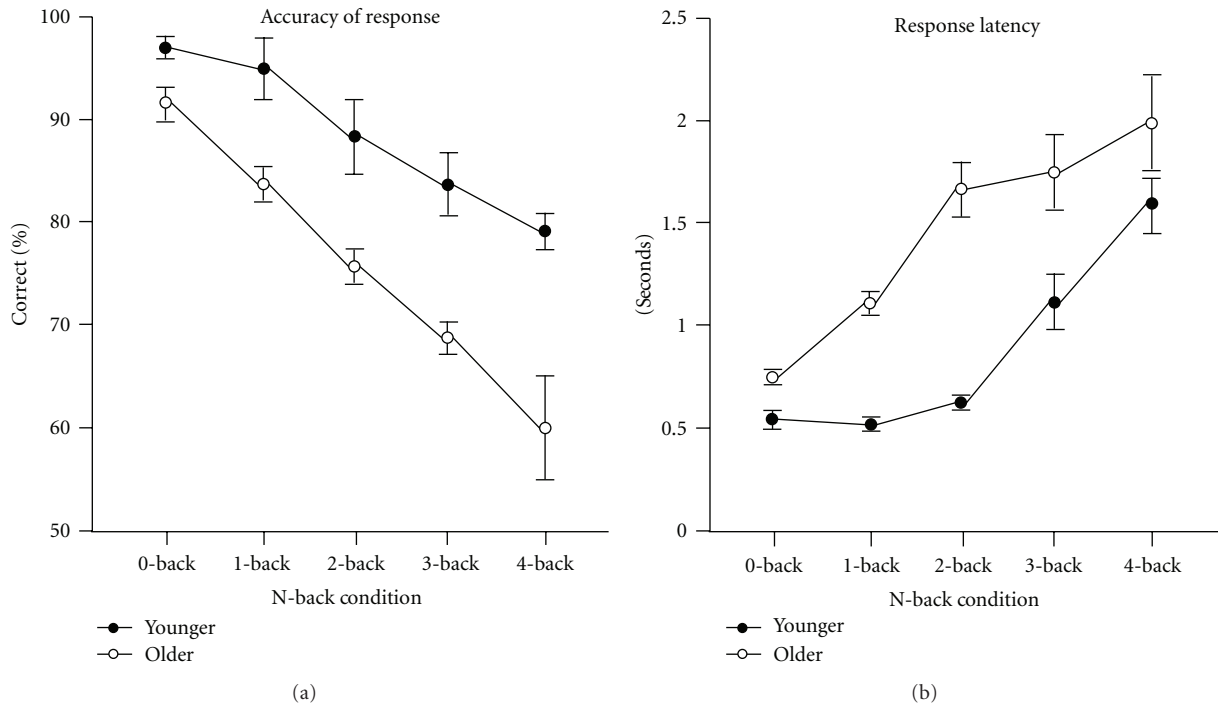 Accuracy of response
100
90
80
70
60
50
Correct (%)
0-back 1-back 2-back 3-back 4-back
N-back condition
Younger
Older
(a)
Response latency
2.5
2
1.5
1
0.5
0
(Seconds)
0-back 1-back 2-back 3-back 4-back
N-back condition
Younger
Older
(b)